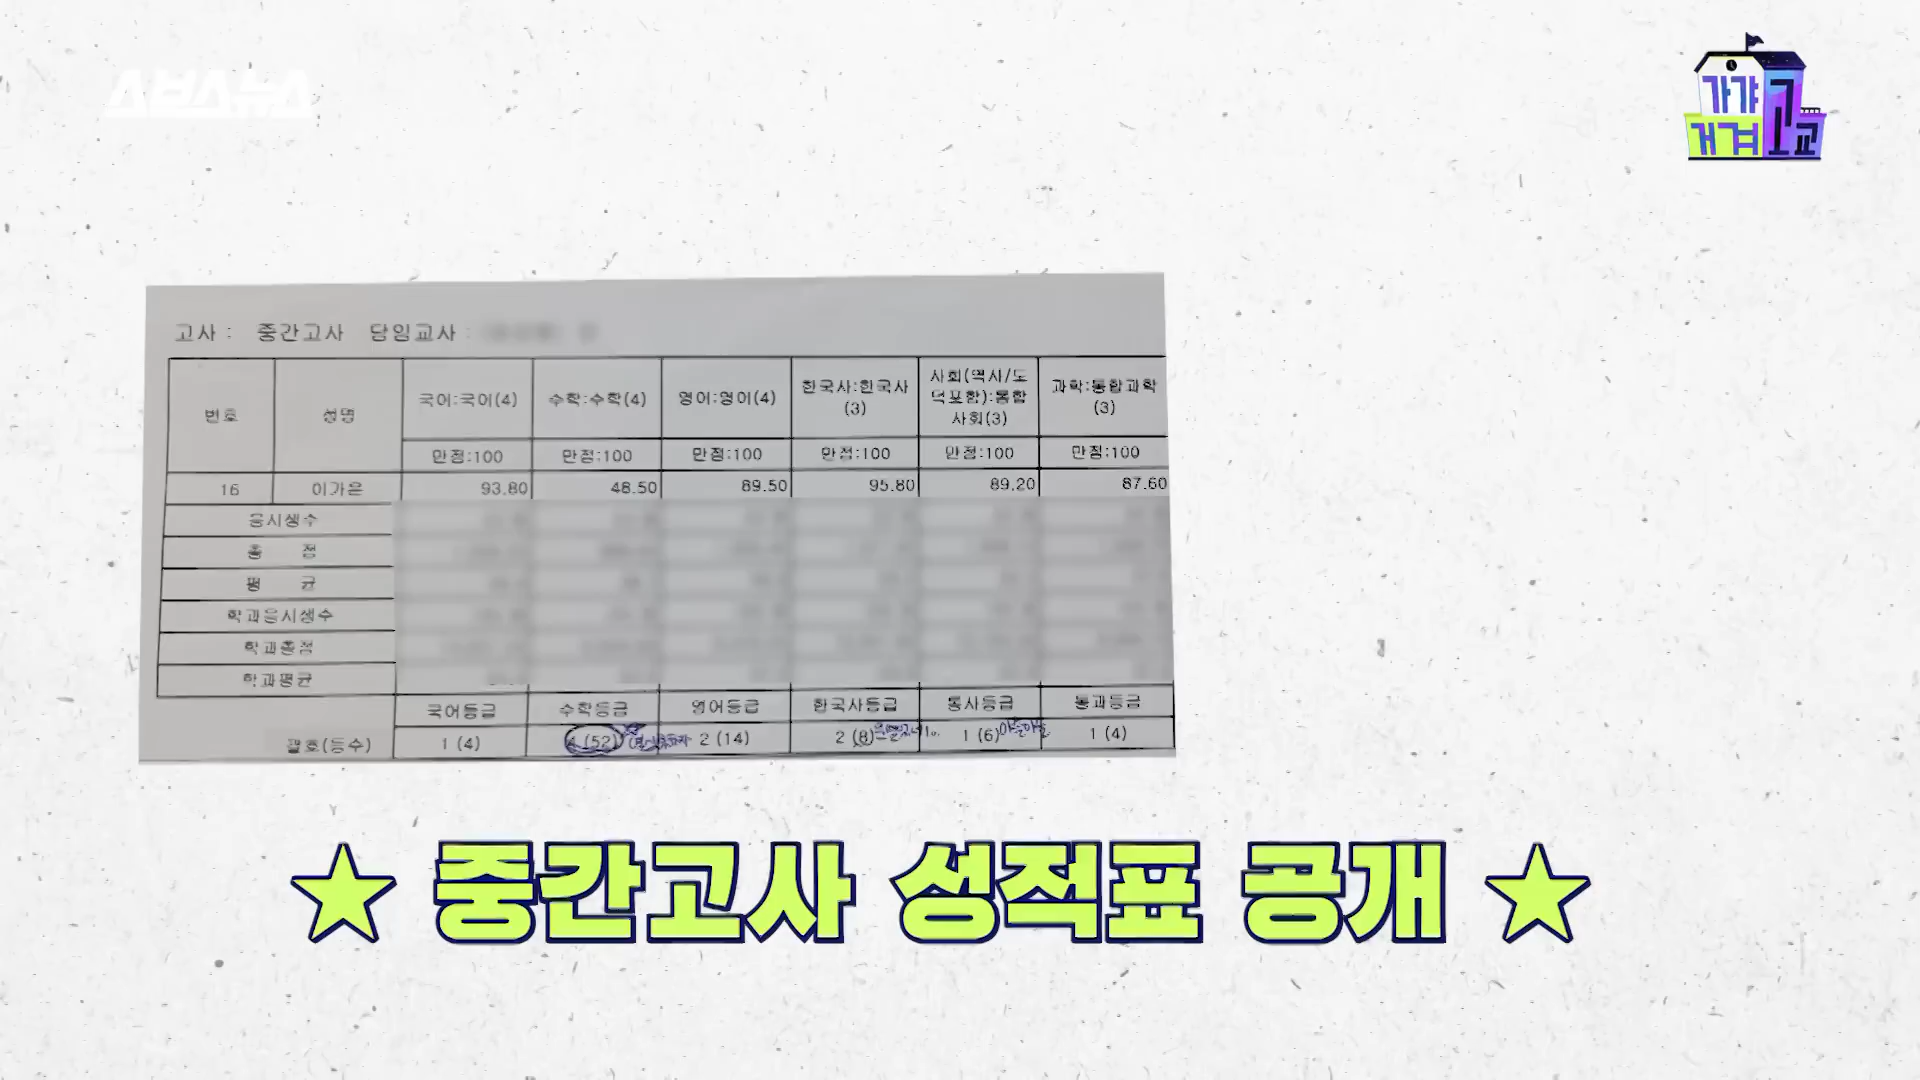 스브스뉴스
가갸
거겨
고교
고사 : 중간고사 담임교사 :
번호 성명 국어:국어(4) 수학:수학(4) 영어:영어(4) 한국사:한국사(3) 사회(역사/도덕포함):통합사회(3) 과학:통합과학(3)
만점:100 만점:100 만점:100 만점:100 만점:100 만점:100
16 이가은 93.80 48.50 89.50 95.80 89.20 87.60
응시생수
총 점
평 균
학과응시생수
학과총점
학과평균
국어등급 수학등급 영어등급 한국사등급 통사등급 통과등급
괄호(등수) 1 (4) 4 (52) 2 (14) 2 (8) 1 (6) 1 (4)
★ 중간고사 성적표 공개 ★